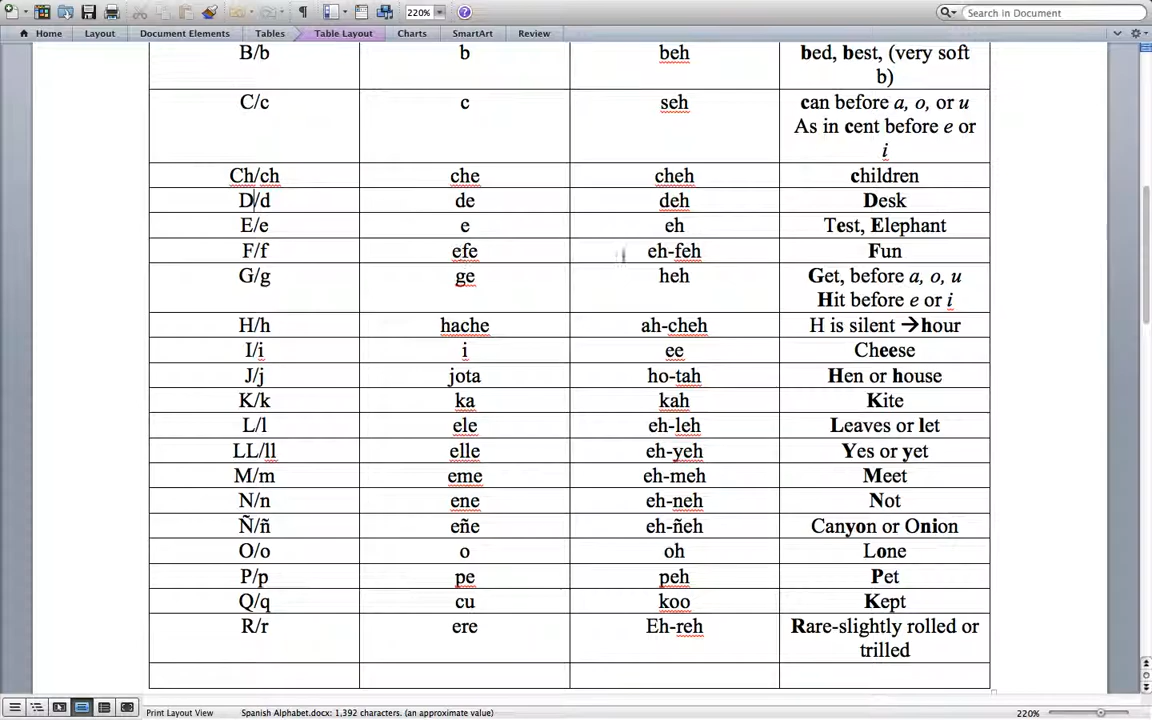 220%
Search in Document
Home Layout Document Elements Tables Table Layout Charts SmartArt Review
B/b b beh bed, best, (very soft
b)
C/c c seh can before a, o, or u
As in cent before e or
i
Ch/ch che cheh children
D/d de deh Desk
E/e e eh Test, Elephant
F/f efe eh-feh Fun
G/g ge heh Get, before a, o, u
Hit before e or i
H/h hache ah-cheh H is silent →hour
I/i i ee Cheese
J/j jota ho-tah Hen or house
K/k ka kah Kite
L/l ele eh-leh Leaves or let
LL/ll elle eh-yeh Yes or yet
M/m eme eh-meh Meet
N/n ene eh-neh Not
Ñ/ñ eñe eh-ñeh Canyon or Onion
O/o o oh Lone
P/p pe peh Pet
Q/q cu koo Kept
R/r ere Eh-reh Rare-slightly rolled or
trilled
Print Layout View Spanish Alphabet.docx: 1,392 characters. (an approximate value) 220%